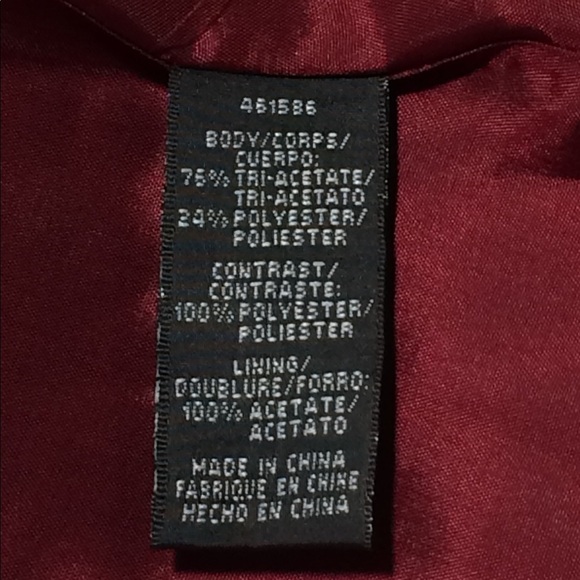 461586
BODY/CORPS/
CUERPO:
76% TRI-ACETATE/
TRI-ACETATO
24% POLYESTER/
POLIESTER
CONTRAST/
CONTRASTE:
100% POLYESTER/
POLIESTER
LINING/
DOUBLURE/FORRO:
100% ACETATE/
ACETATO
MADE IN CHINA
FABRIQUE EN CHINE
HECHO EN CHINA